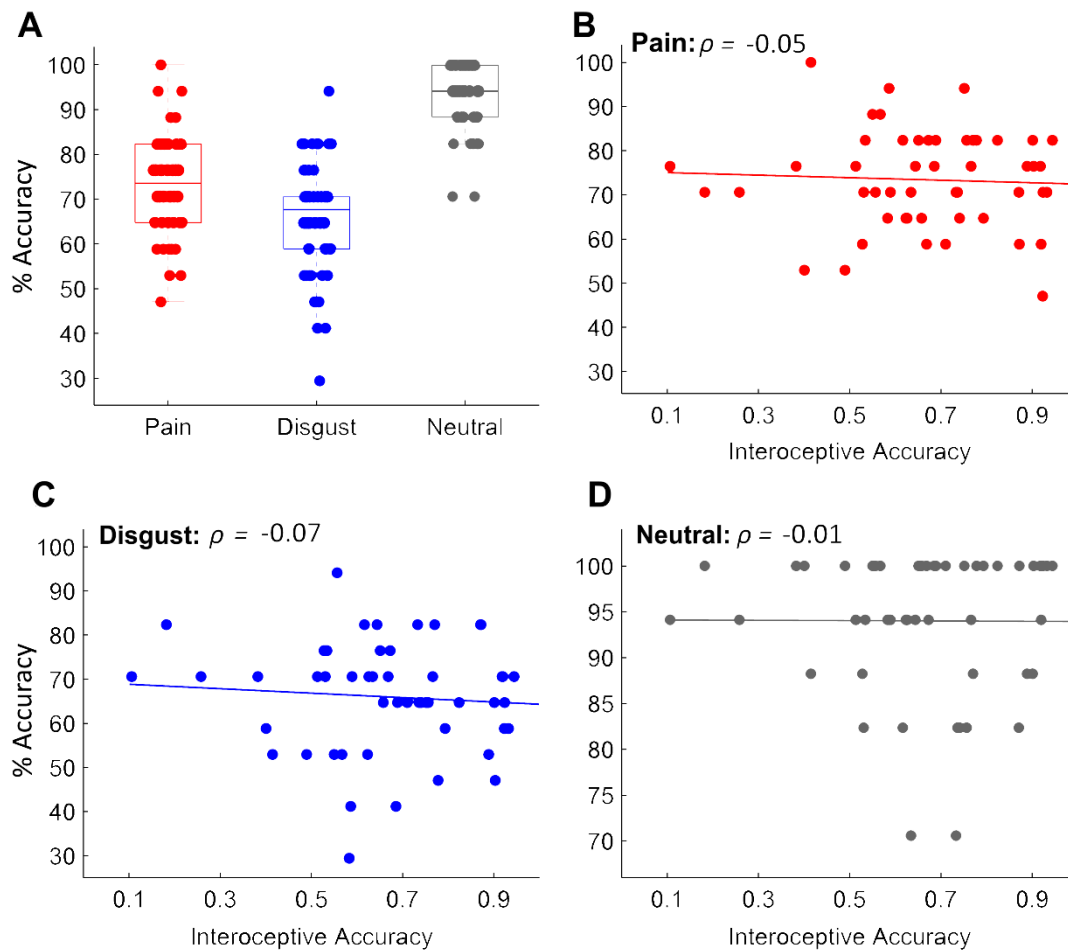 A
100
90
80
70
60
50
40
30
% Accuracy
Pain Disgust Neutral
B
Pain: ρ = -0.05
100
90
80
70
60
50
40
30
0.1 0.3 0.5 0.7 0.9
Interoceptive Accuracy
C
Disgust: ρ = -0.07
100
90
80
70
60
50
40
30
% Accuracy
0.1 0.3 0.5 0.7 0.9
Interoceptive Accuracy
D
Neutral: ρ = -0.01
100
95
90
85
80
75
70
0.1 0.3 0.5 0.7 0.9
Interoceptive Accuracy